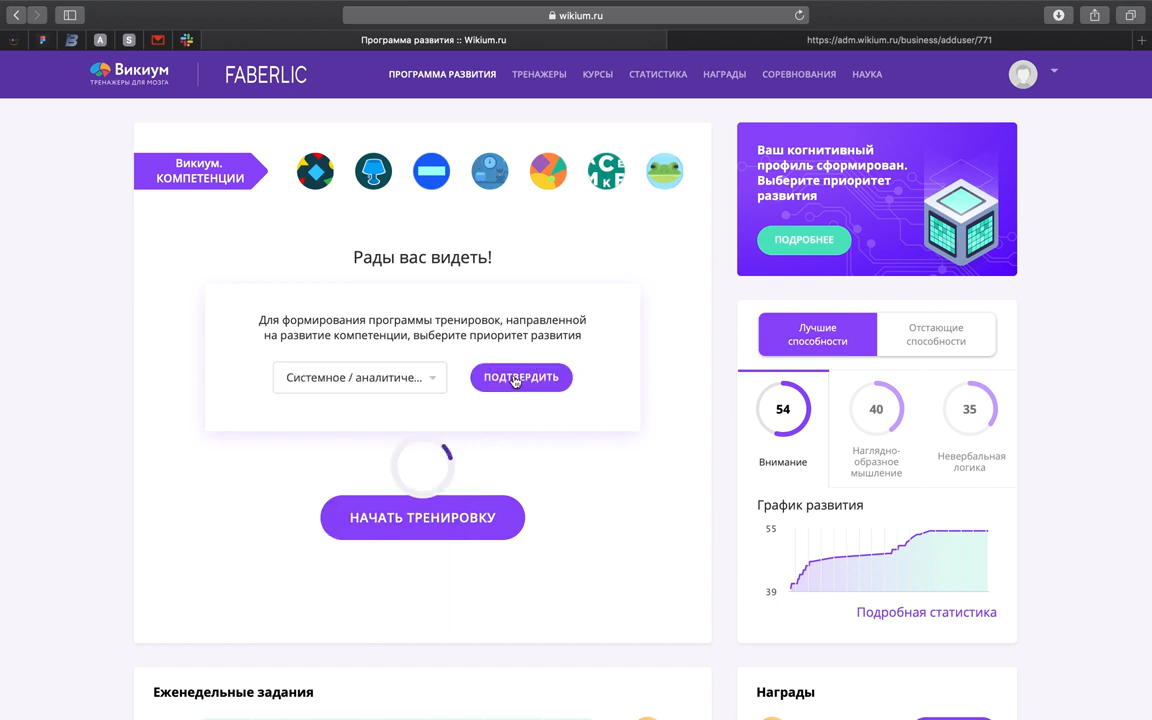 wikium.ru
A
S
Программа развития :: Wikium.ru
https://adm.wikium.ru/business/adduser/771
Викиум
ТРЕНАЖЕРЫ ДЛЯ МОЗГА
FABERLIC
ПРОГРАММА РАЗВИТИЯ
ТРЕНАЖЕРЫ
КУРСЫ
СТАТИСТИКА
НАГРАДЫ
СОРЕВНОВАНИЯ
НАУКА
Викиум.
КОМПЕТЕНЦИИ
Рады вас видеть!
Для формирования программы тренировок, направленной
на развитие компетенции, выберите приоритет развития
Системное / аналитиче...
ПОДТВЕРДИТЬ
НАЧАТЬ ТРЕНИРОВКУ
Ваш когнитивный
профиль сформирован.
Выберите приоритет
развития
ПОДРОБНЕЕ
Лучшие
способности
Отстающие
способности
54
Внимание
40
Наглядно-
образное
мышление
35
Невербальная
логика
График развития
55
39
Подробная статистика
Еженедельные задания
Награды